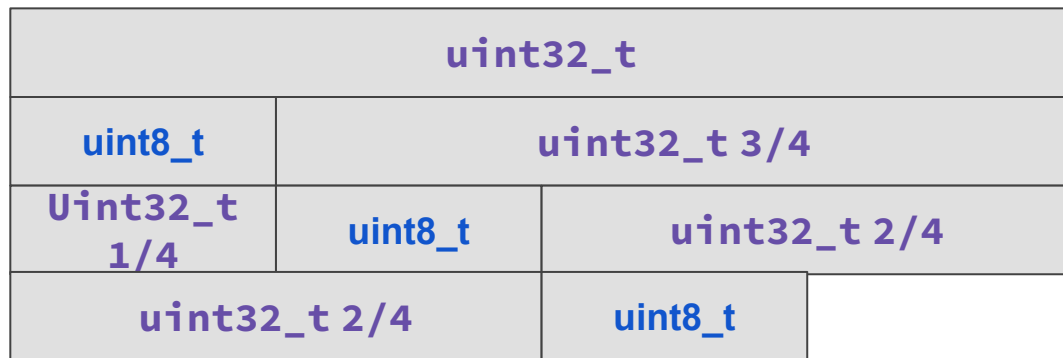 uint32_t
uint8_t uint32_t 3/4
Uint32_t
1/4
uint8_t uint32_t 2/4
uint32_t 2/4 uint8_t